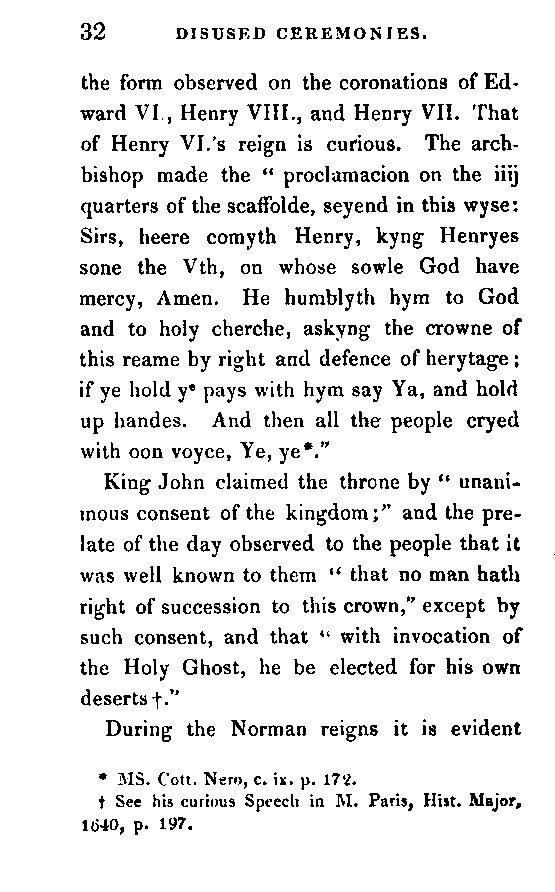 32 DISUSED CEREMONIES.
the form observed on the coronations of Ed-
ward VI., Henry VIII., and Henry VII. That
of Henry VI.'s reign is curious. The arch-
bishop made the “ proclamacion on the iiij
quarters of the scaffolde, seyend in this wyse:
Sirs, heere comyth Henry, kyng Henryes
sone the Vth, on whose sowle God have
mercy, Amen. He humblyth hym to God
and to holy cherche, askyng the crowne of
this reame by right and defence of herytage ;
if ye hold yᵉ pays with hym say Ya, and hold
up handes. And then all the people cryed
with oon voyce, Ye, ye*.”
King John claimed the throne by “ unani-
mous consent of the kingdom ;” and the pre-
late of the day observed to the people that it
was well known to them “ that no man hath
right of succession to this crown,” except by
such consent, and that “ with invocation of
the Holy Ghost, he be elected for his own
deserts †.”
During the Norman reigns it is evident
* MS. Cott. Nero, c. ix. p. 172.
† See his curious Speech in M. Paris, Hist. Major,
1640, p. 197.